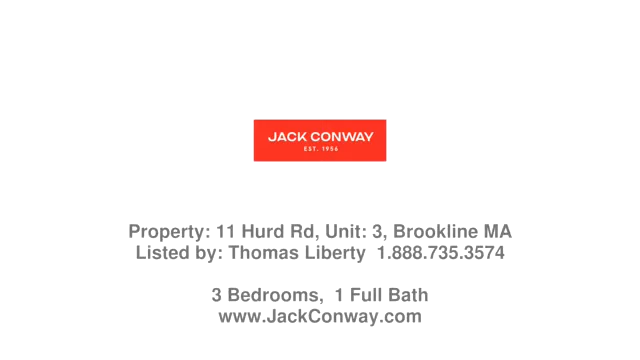 JACK CONWAY
EST. 1956
Property: 11 Hurd Rd, Unit: 3, Brookline MA
Listed by: Thomas Liberty  1.888.735.3574
3 Bedrooms,  1 Full Bath
www.JackConway.com